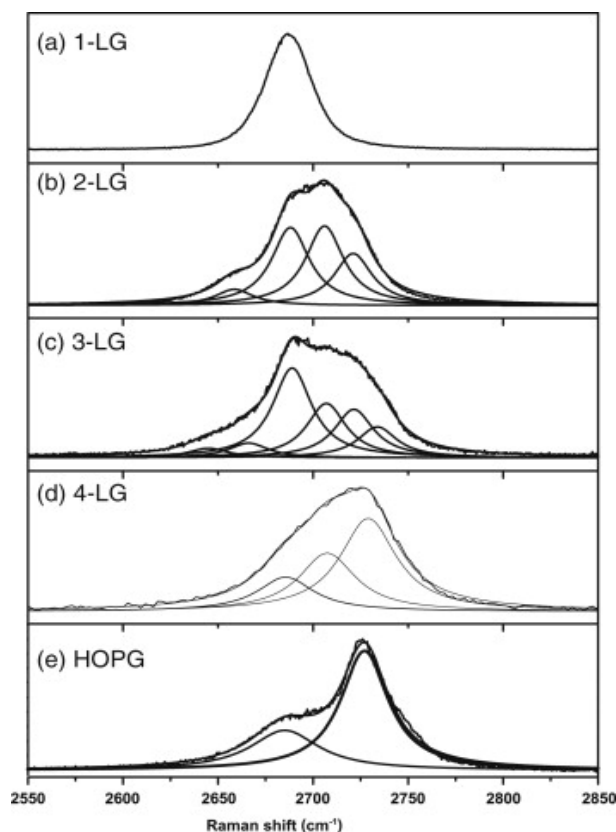 (a) 1-LG
(b) 2-LG
(c) 3-LG
(d) 4-LG
(e) HOPG
2550 2600 2650 2700 2750 2800 2850
Raman shift (cm⁻¹)